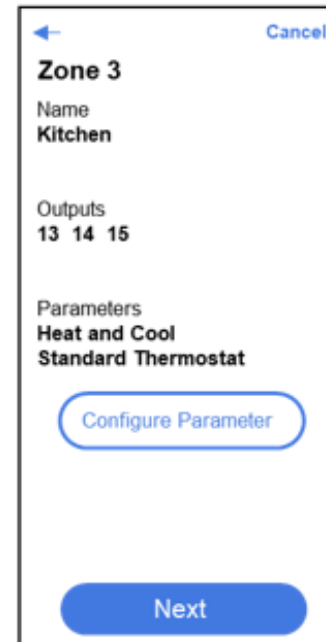 Cancel
Zone 3
Name
Kitchen
Outputs
13 14 15
Parameters
Heat and Cool
Standard Thermostat
Configure Parameter
Next